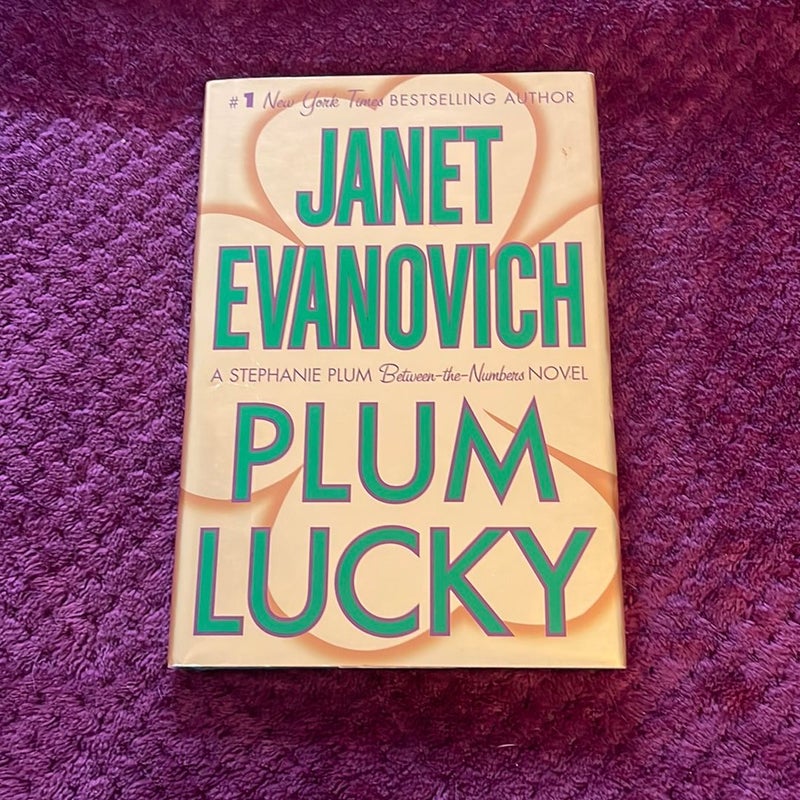 #1 New York Times BESTSELLING AUTHOR
JANET
EVANOVICH
A STEPHANIE PLUM Between-the-Numbers NOVEL
PLUM
LUCKY